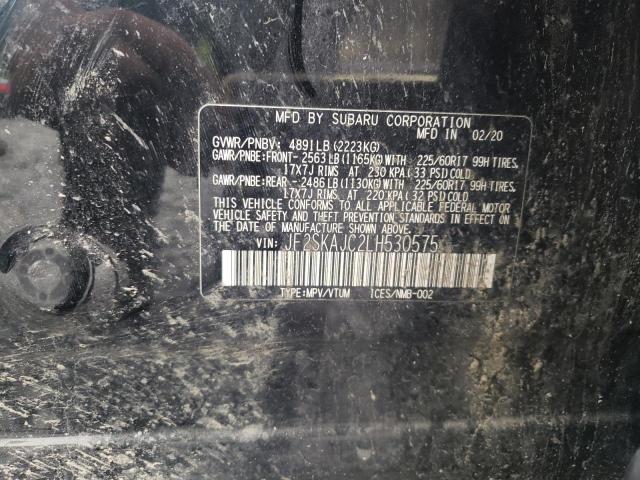 MFD BY SUBARU CORPORATION
MFD IN 02/20
GVWR/PNBV: 4891LB(2223KG)
GAWR/PNBE:FRONT- 2563LB(1165KG)WITH 225/60R17 99H TIRES,
17X7J RIMS AT 230 KPA(33 PSI)COLD
GAWR/PNBE:REAR -2486LB(1130KG)WITH 225/60R17 99H TIRES,
17X7J RIMS AT 220 KPA(32 PSI)COLD
THIS VEHICLE CONFORMS TO ALL APPLICABLE FEDERAL MOTOR
VEHICLE SAFETY AND THEFT PREVENTION STANDARDS IN EFFECT ON
THE DATE OF MANUFACTURE SHOWN ABOVE.
VIN: JF2SKAJC2LH530575
TYPE:MPV/VTUM ICES/NMB-002